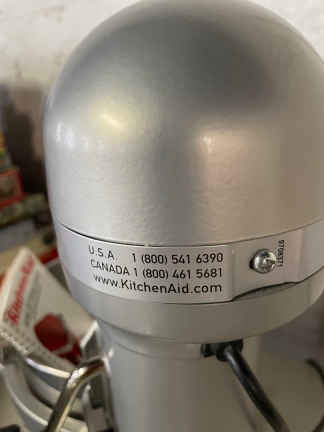 U.S.A 1 (800) 541 6390
CANADA 1 (800) 461 5681
www.KitchenAid.com